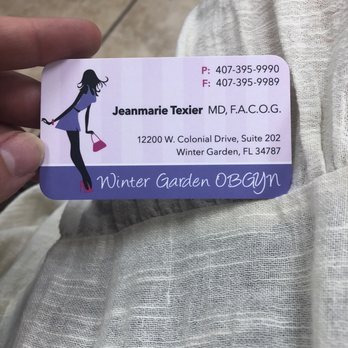 P: 407-395-9990
F: 407-395-9989
Jeanmarie Texier MD, F.A.C.O.G.
12200 W. Colonial Drive, Suite 202
Winter Garden, FL 34787
Winter Garden OBGYN